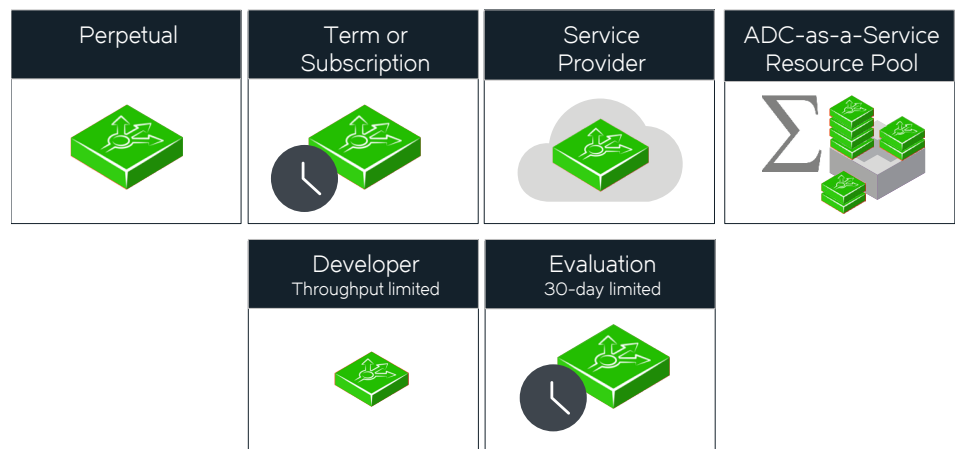 Perpetual
Term or
Subscription
Service
Provider
ADC-as-a-Service
Resource Pool
Developer
Throughput limited
Evaluation
30-day limited